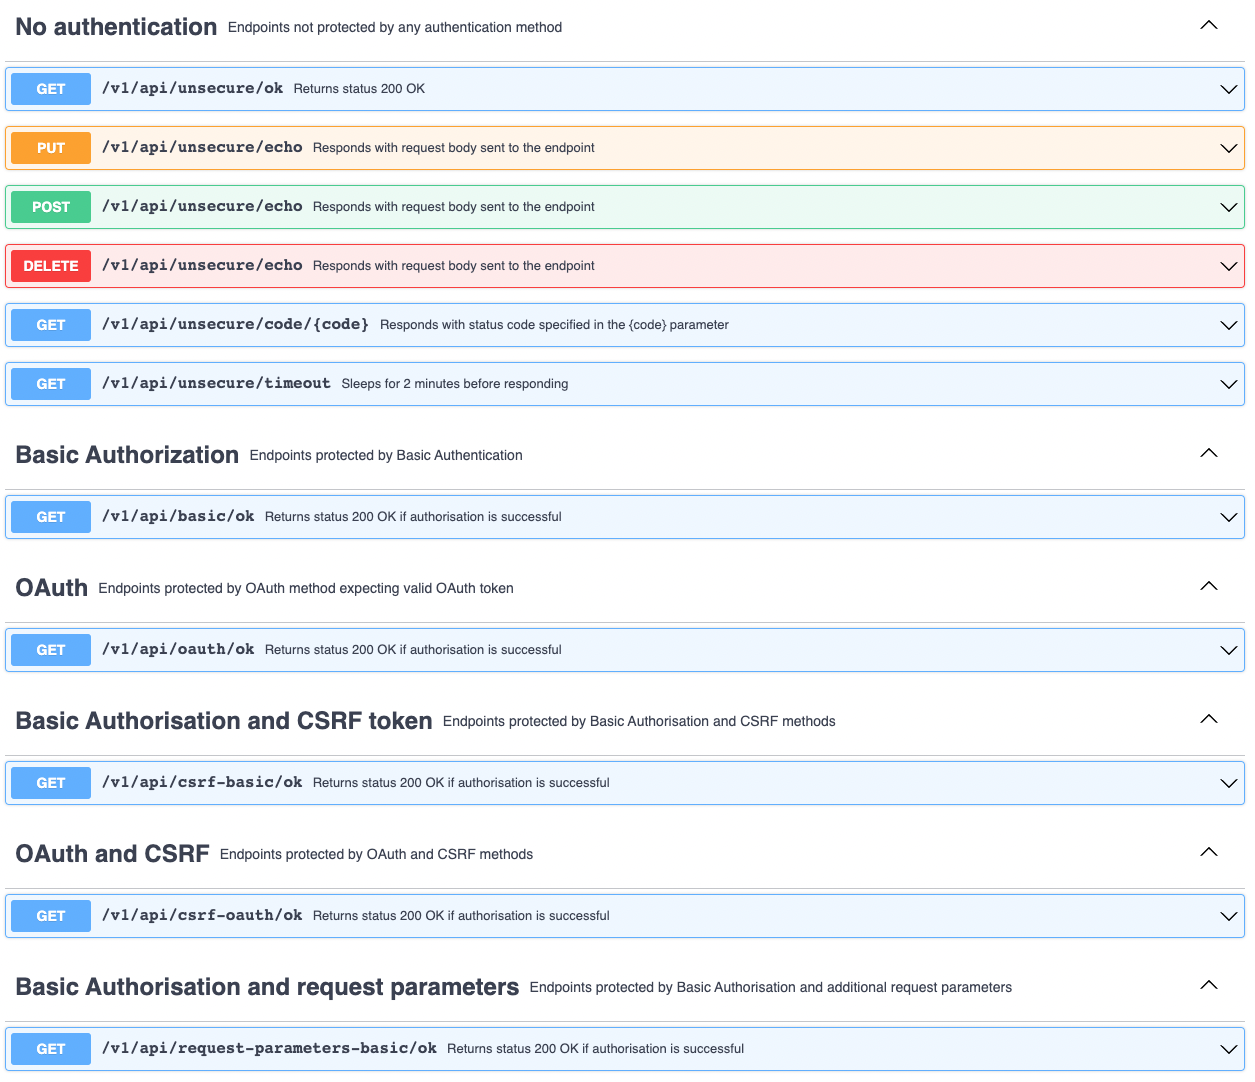 No authentication Endpoints not protected by any authentication method
GET /v1/api/unsecure/ok Returns status 200 OK
PUT /v1/api/unsecure/echo Responds with request body sent to the endpoint
POST /v1/api/unsecure/echo Responds with request body sent to the endpoint
DELETE /v1/api/unsecure/echo Responds with request body sent to the endpoint
GET /v1/api/unsecure/code/{code} Responds with status code specified in the {code} parameter
GET /v1/api/unsecure/timeout Sleeps for 2 minutes before responding
Basic Authorization Endpoints protected by Basic Authentication
GET /v1/api/basic/ok Returns status 200 OK if authorisation is successful
OAuth Endpoints protected by OAuth method expecting valid OAuth token
GET /v1/api/oauth/ok Returns status 200 OK if authorisation is successful
Basic Authorisation and CSRF token Endpoints protected by Basic Authorisation and CSRF methods
GET /v1/api/csrf-basic/ok Returns status 200 OK if authorisation is successful
OAuth and CSRF Endpoints protected by OAuth and CSRF methods
GET /v1/api/csrf-oauth/ok Returns status 200 OK if authorisation is successful
Basic Authorisation and request parameters Endpoints protected by Basic Authorisation and additional request parameters
GET /v1/api/request-parameters-basic/ok Returns status 200 OK if authorisation is successful